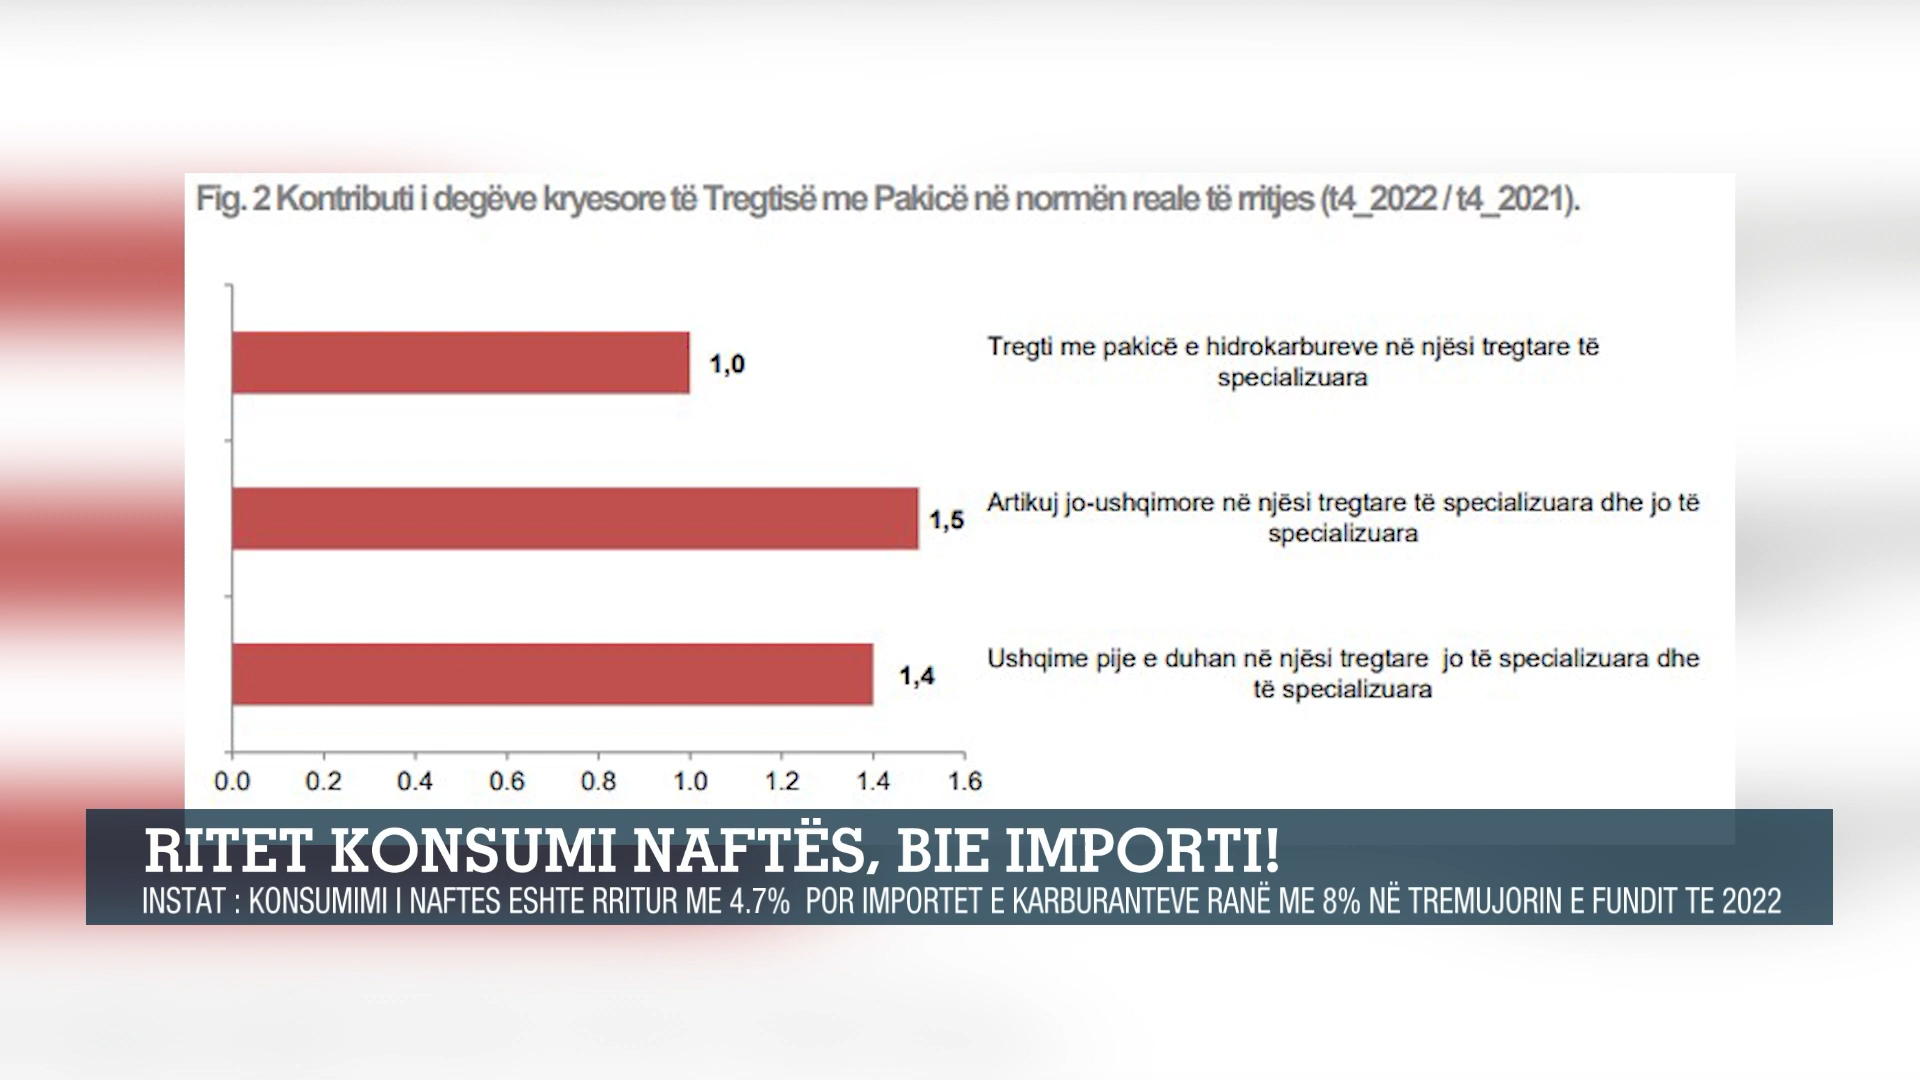 Fig. 2 Kontributi i degëve kryesore të Tregtisë me Pakicë në normën reale të rritjes (t4_2022 / t4_2021).
1,0
Tregti me pakicë e hidrokarbureve në njësi tregtare të
specializuara
1,5
Artikuj jo-ushqimore në njësi tregtare të specializuara dhe jo të
specializuara
1,4
Ushqime pije e duhan në njësi tregtare jo të specializuara dhe
të specializuara
0.0 0.2 0.4 0.6 0.8 1.0 1.2 1.4 1.6
RITET KONSUMI NAFTËS, BIE IMPORTI!
INSTAT : KONSUMIMI I NAFTES ESHTE RRITUR ME 4.7% POR IMPORTET E KARBURANTEVE RANË ME 8% NË TREMUJORIN E FUNDIT TE 2022